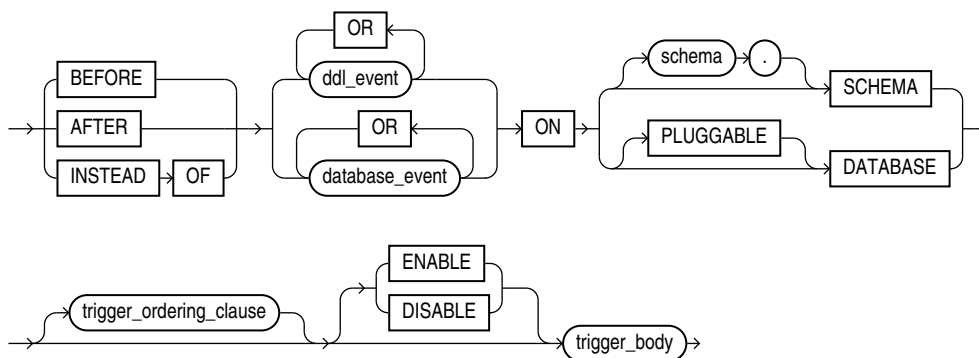 BEFORE
AFTER
INSTEAD OF
OR
ddl_event
OR
database_event
ON
schema .
SCHEMA
PLUGGABLE
DATABASE
trigger_ordering_clause
ENABLE
DISABLE
trigger_body